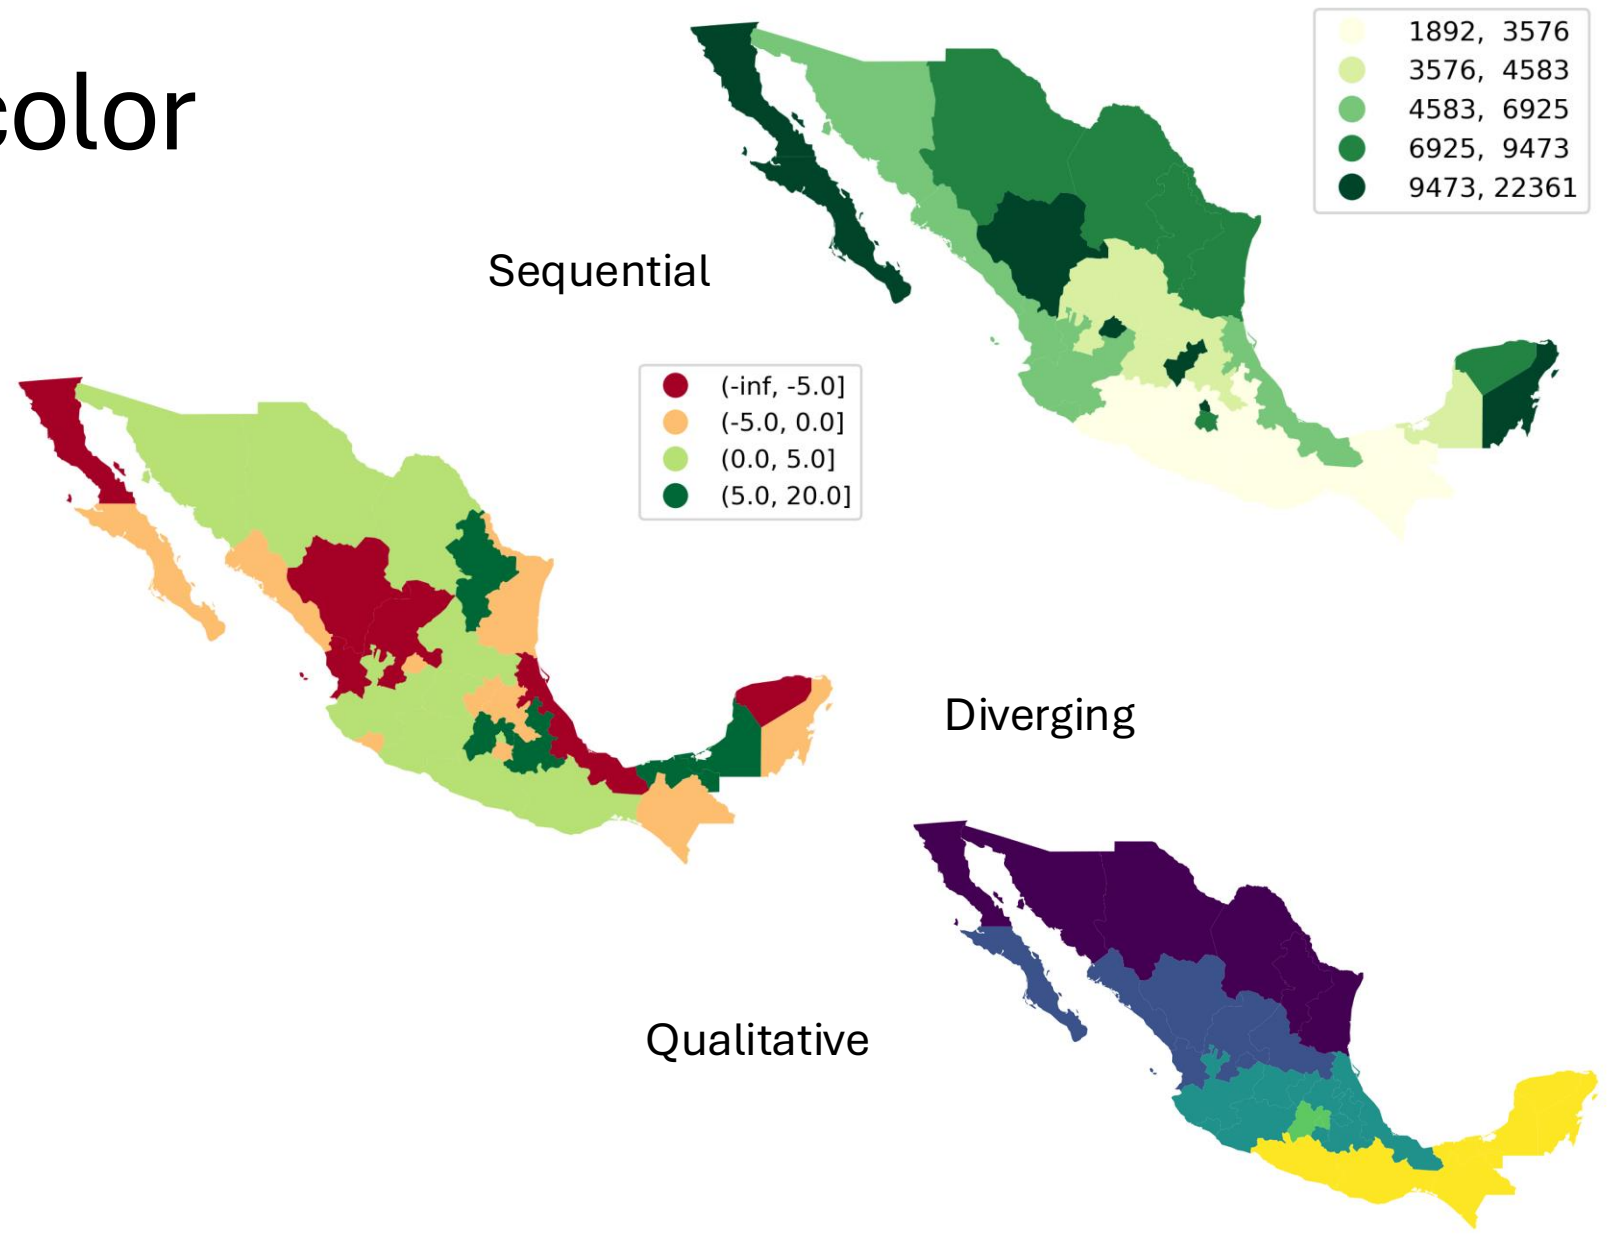 color
1892, 3576
3576, 4583
4583, 6925
6925, 9473
9473, 22361
Sequential
(-inf, -5.0]
(-5.0, 0.0]
(0.0, 5.0]
(5.0, 20.0]
Diverging
Qualitative